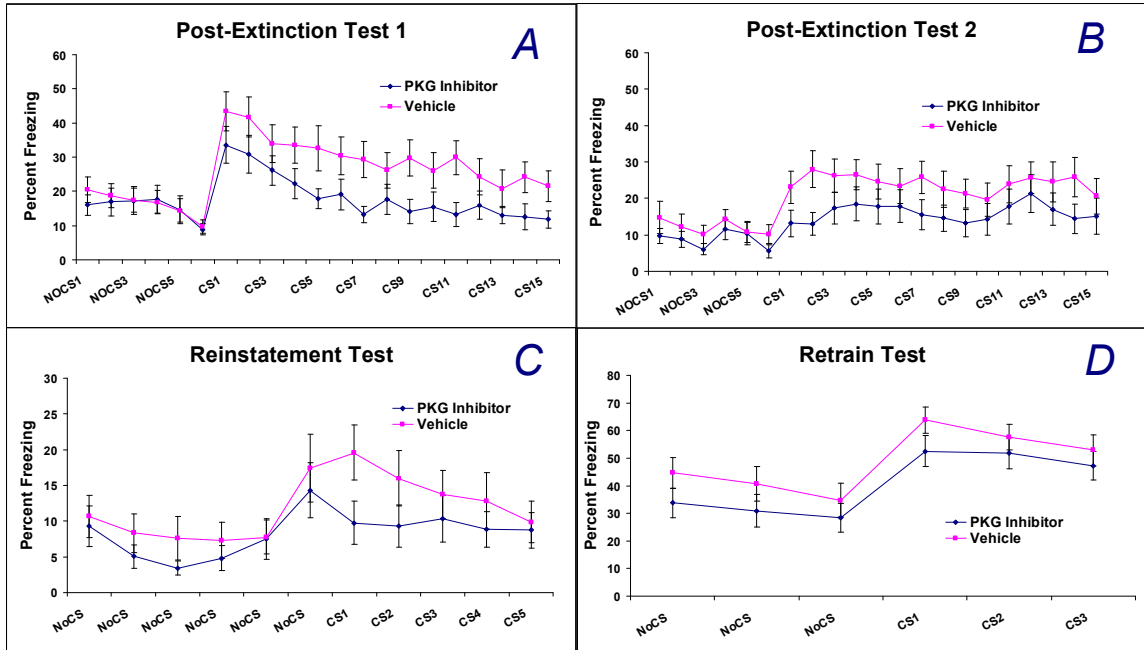 Post-Extinction Test 1
A
60
50
40
30
20
10
0
Percent Freezing
PKG Inhibitor
Vehicle
NOCS1 NOCS3 NOCS5 CS1 CS3 CS5 CS7 CS9 CS11 CS13 CS15
Post-Extinction Test 2
B
60
50
40
30
20
10
0
Percent Freezing
PKG Inhibitor
Vehicle
NOCS1 NOCS3 NOCS5 CS1 CS3 CS5 CS7 CS9 CS11 CS13 CS15
Reinstatement Test
C
30
25
20
15
10
5
0
Percent Freezing
PKG Inhibitor
Vehicle
NoCS NoCS NoCS NoCS NoCS NoCS CS1 CS2 CS3 CS4 CS5
Retrain Test
D
80
70
60
50
40
30
20
10
0
Percent Freezing
PKG Inhibitor
Vehicle
NoCS NoCS NoCS CS1 CS2 CS3